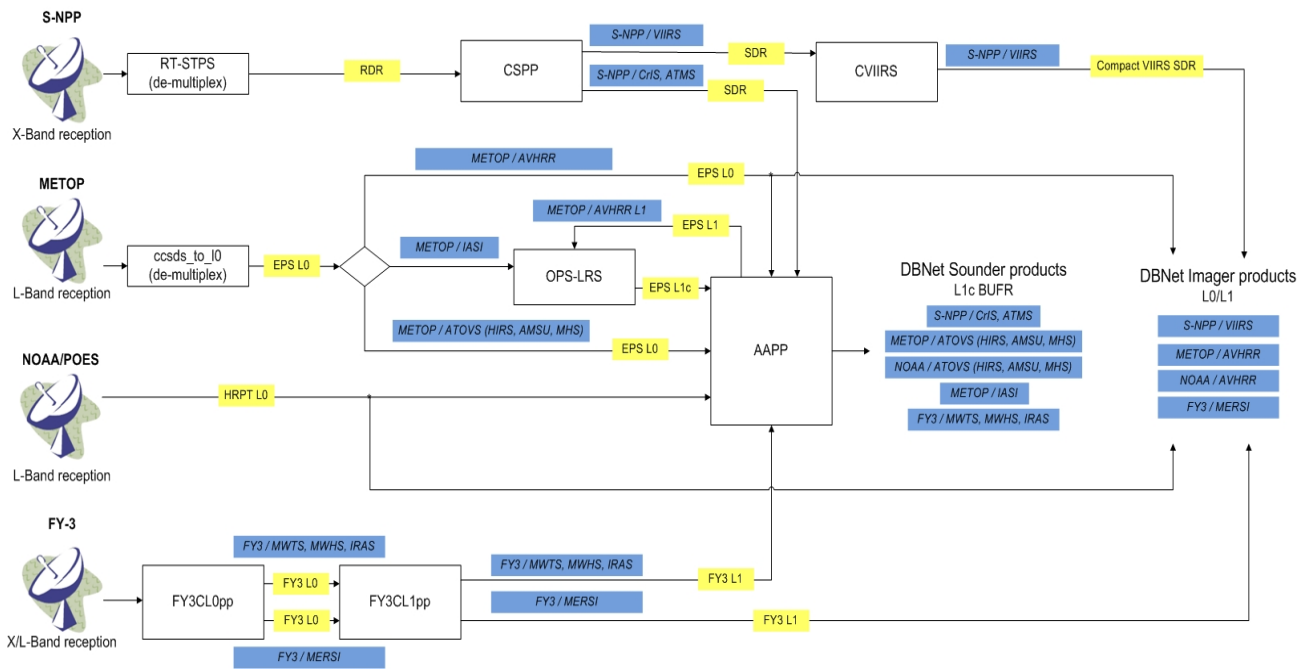 S-NPP
X-Band reception
RT-STPS
(de-multiplex)
RDR
CSPP
S-NPP / VIIRS
SDR
S-NPP / CrIS, ATMS
SDR
CVIIRS
S-NPP / VIIRS
Compact VIIRS SDR
METOP
L-Band reception
ccsds_to_l0
(de-multiplex)
EPS L0
METOP / AVHRR
EPS L0
METOP / AVHRR L1
EPS L1
METOP / IASI
OPS-LRS
EPS L1c
METOP / ATOVS (HIRS, AMSU, MHS)
EPS L0
AAPP
DBNet Sounder products
L1c BUFR
S-NPP / CrIS, ATMS
METOP / ATOVS (HIRS, AMSU, MHS)
NOAA / ATOVS (HIRS, AMSU, MHS)
METOP / IASI
FY3 / MWTS, MWHS, IRAS
DBNet Imager products
L0/L1
S-NPP / VIIRS
METOP / AVHRR
NOAA / AVHRR
FY3 / MERSI
NOAA/POES
L-Band reception
HRPT L0
FY-3
X/L-Band reception
FY3CL0pp
FY3 / MWTS, MWHS, IRAS
FY3 L0
FY3 L0
FY3 / MERSI
FY3CL1pp
FY3 / MWTS, MWHS, IRAS
FY3 L1
FY3 / MERSI
FY3 L1